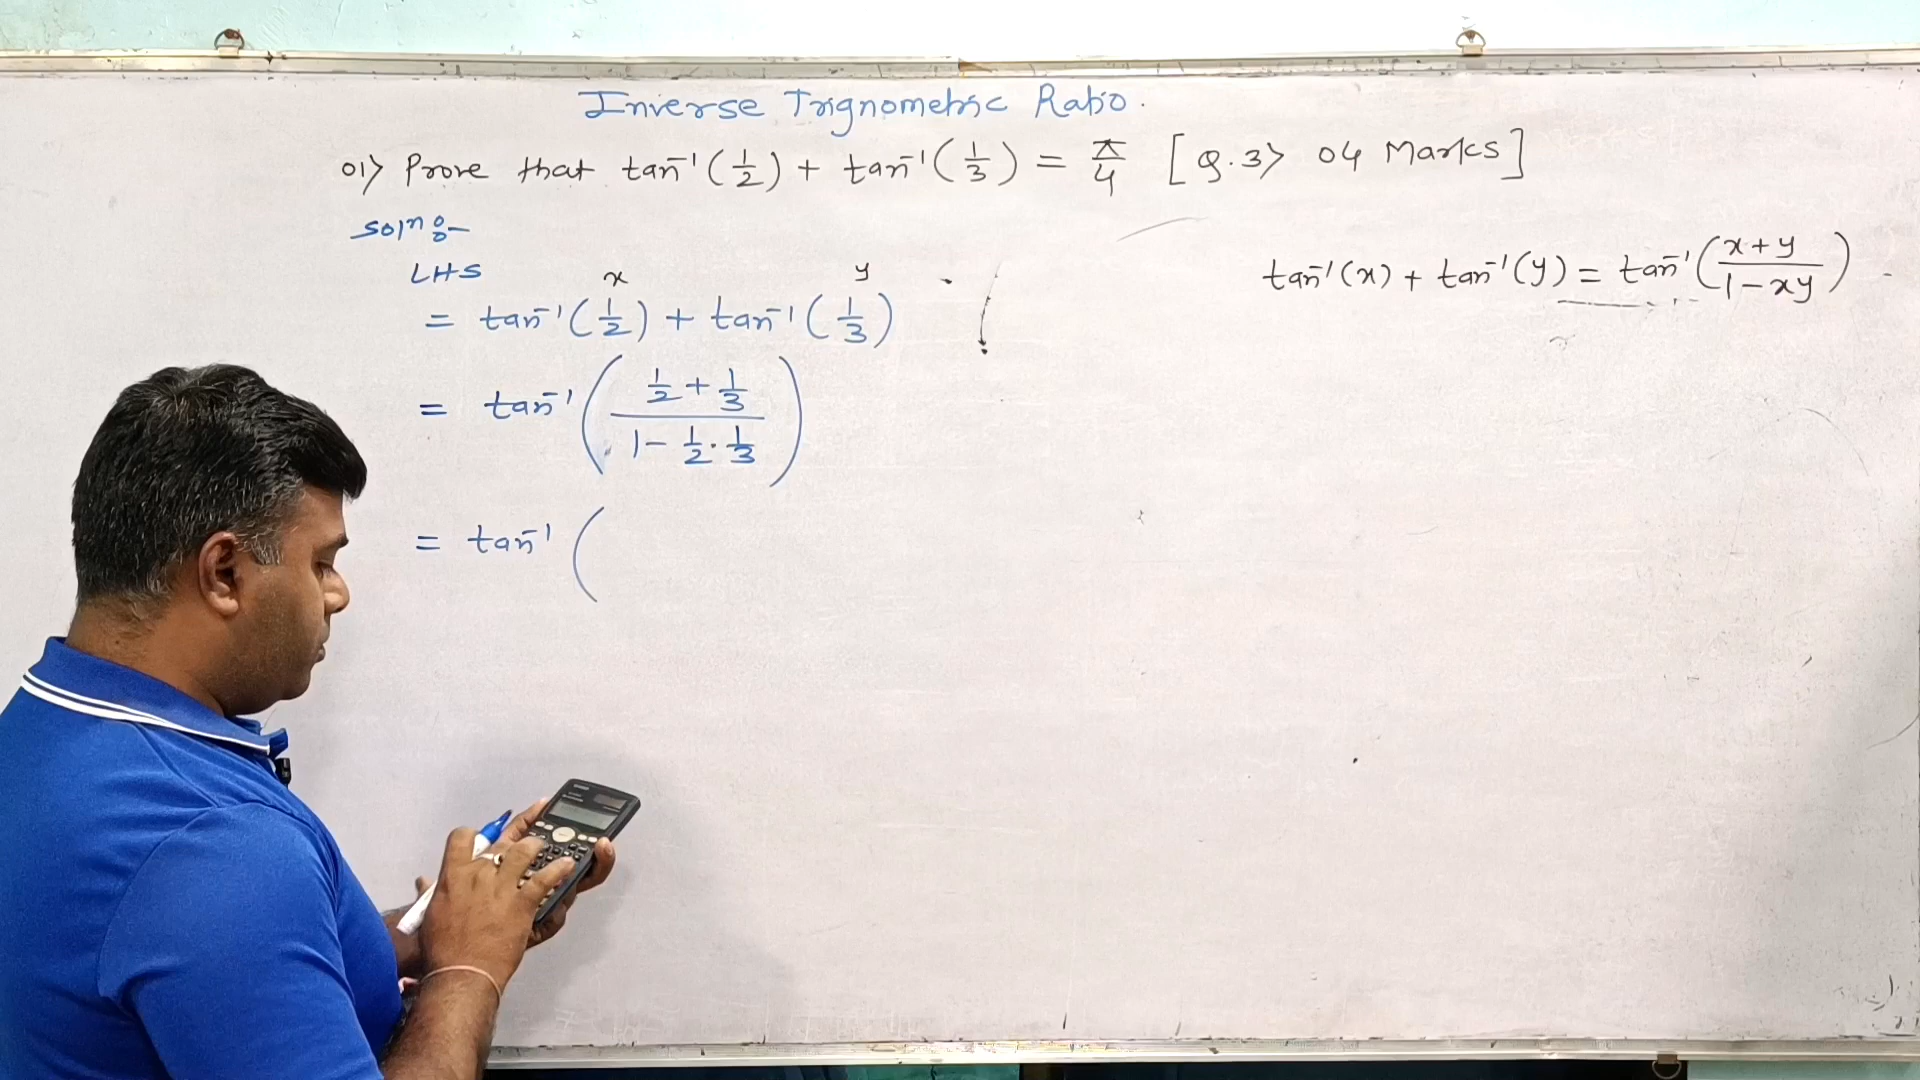 Inverse Trignometric Ratio.
01> Prove that tan⁻¹(1/2) + tan⁻¹(1/3) = π/4 [Q.3> 04 Marks]
Soln :-
LHS
x y
= tan⁻¹(1/2) + tan⁻¹(1/3)
tan⁻¹(x) + tan⁻¹(y) = tan⁻¹((x+y)/(1-xy))
= tan⁻¹((1/2 + 1/3)/(1 - 1/2 · 1/3))
= tan⁻¹(